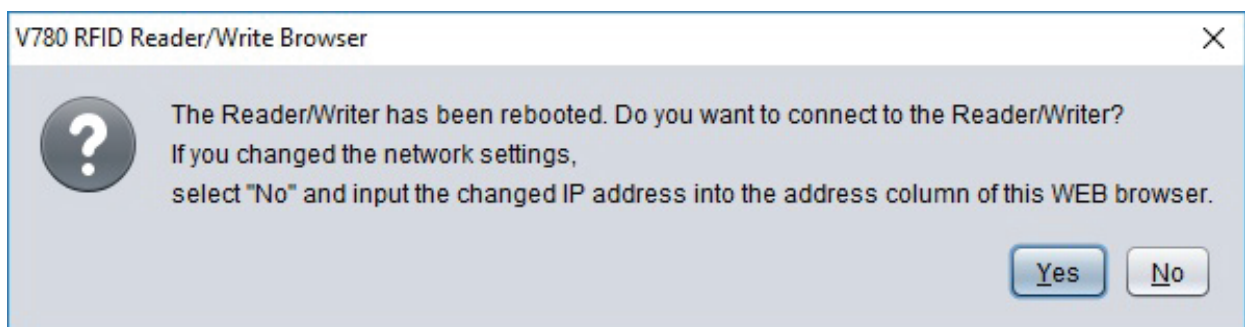 V780 RFID Reader/Write Browser
The Reader/Writer has been rebooted. Do you want to connect to the Reader/Writer?
If you changed the network settings,
select "No" and input the changed IP address into the address column of this WEB browser.
Yes No